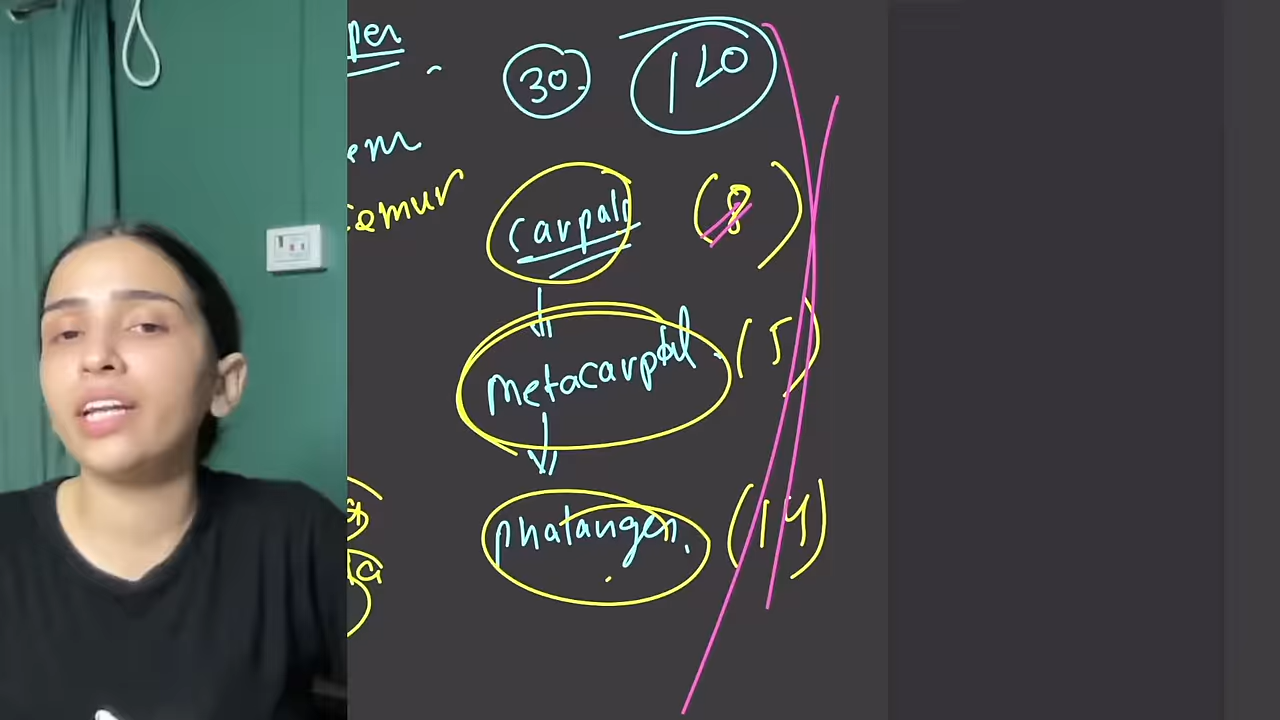 per
30. 120
em
emur
carpals (8)
Metacarpal (5)
phalanges. (14)